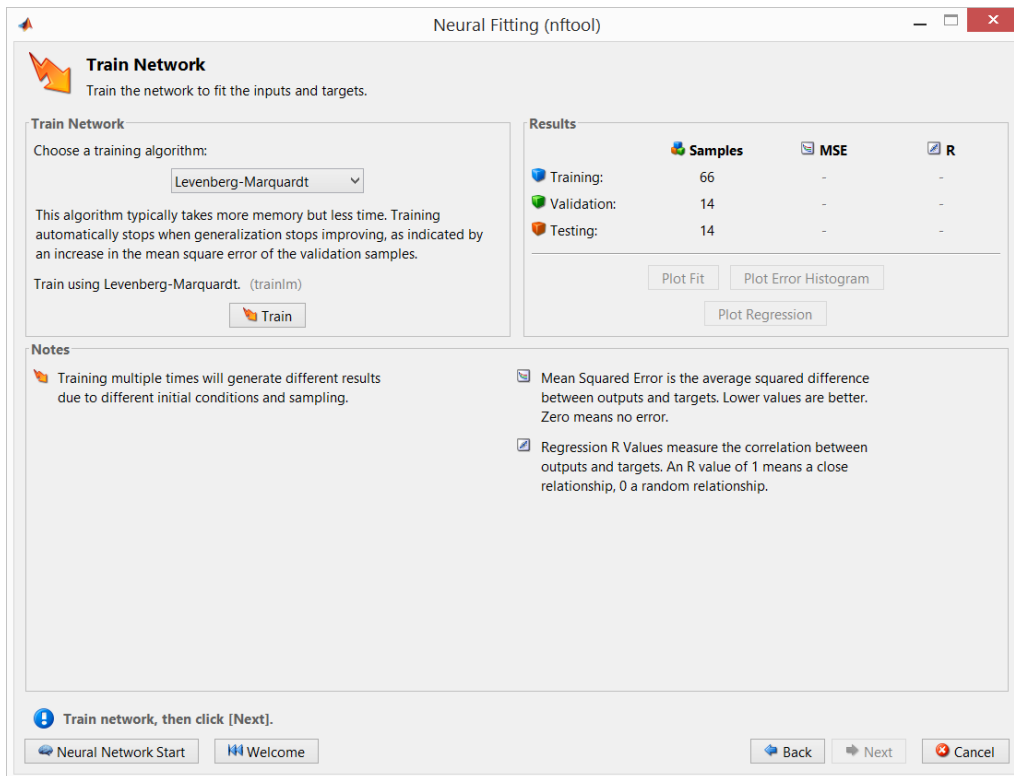 Neural Fitting (nftool)
Train Network
Train the network to fit the inputs and targets.
Train Network
Choose a training algorithm:
Levenberg-Marquardt
This algorithm typically takes more memory but less time. Training
automatically stops when generalization stops improving, as indicated by
an increase in the mean square error of the validation samples.
Train using Levenberg-Marquardt. (trainlm)
Train
Results
Samples MSE R
Training: 66 - -
Validation: 14 - -
Testing: 14 - -
Plot Fit Plot Error Histogram
Plot Regression
Notes
Training multiple times will generate different results
due to different initial conditions and sampling.
Mean Squared Error is the average squared difference
between outputs and targets. Lower values are better.
Zero means no error.
Regression R Values measure the correlation between
outputs and targets. An R value of 1 means a close
relationship, 0 a random relationship.
Train network, then click [Next].
Neural Network Start Welcome Back Next Cancel